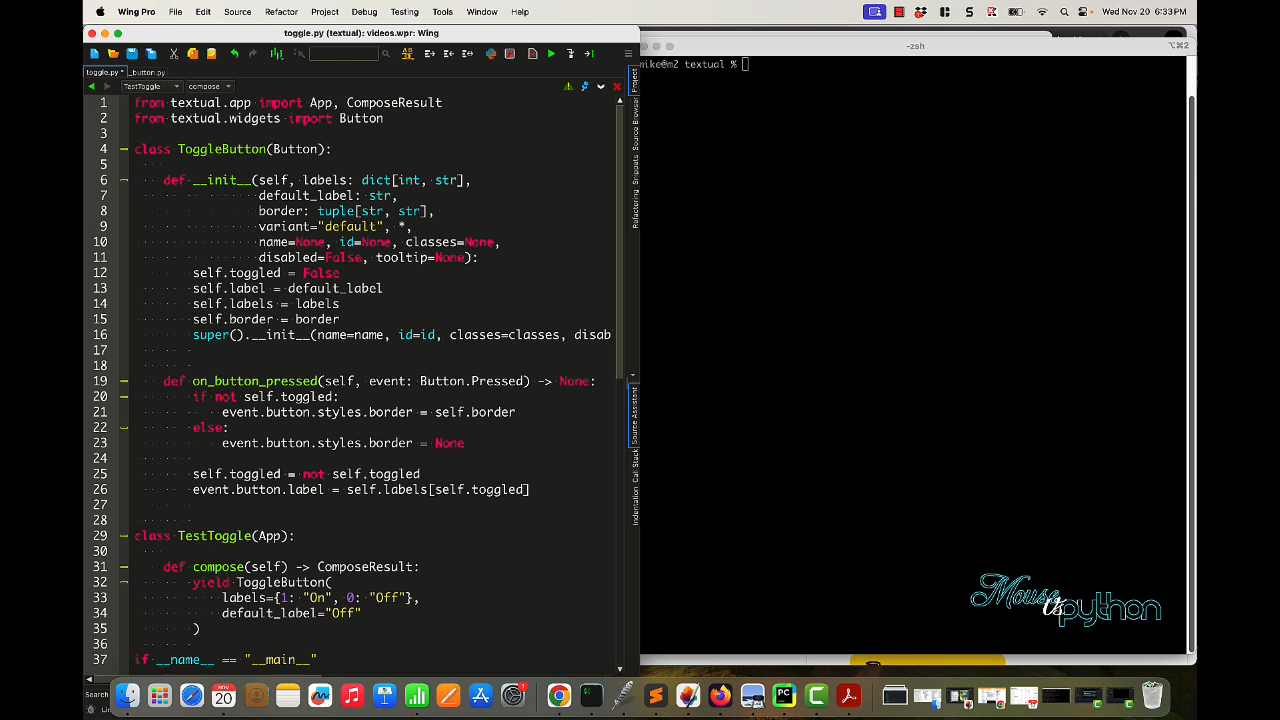 Wing Pro File Edit Source Refactor Project Debug Testing Tools Window Help Wed Nov 20 6:33PM
toggle.py (textual): videos.wpr: Wing
-zsh
⌥⌘2
toggle.py * _button.py
mike@m2 textual %
TestToggle compose
1 from textual.app import App, ComposeResult
2 from textual.widgets import Button
3
4 class ToggleButton(Button):
5
6 def __init__(self, labels: dict[int, str],
7 default_label: str,
8 border: tuple[str, str],
9 variant="default", *,
10 name=None, id=None, classes=None,
11 disabled=False, tooltip=None):
12 self.toggled = False
13 self.label = default_label
14 self.labels = labels
15 self.border = border
16 super().__init__(name=name, id=id, classes=classes, disab
17
18
19 def on_button_pressed(self, event: Button.Pressed) -> None:
20 if not self.toggled:
21 event.button.styles.border = self.border
22 else:
23 event.button.styles.border = None
24
25 self.toggled = not self.toggled
26 event.button.label = self.labels[self.toggled]
27
28
29 class TestToggle(App):
30
31 def compose(self) -> ComposeResult:
32 yield ToggleButton(
33 labels={1: "On", 0: "Off"},
34 default_label="Off"
35 )
36
37 if __name__ == "__main__"
Project
Source Browser
Snippets
Refactoring
Source Assistant
Call Stack
Indentation
Search
Mouse vs python
NOV
20
PC